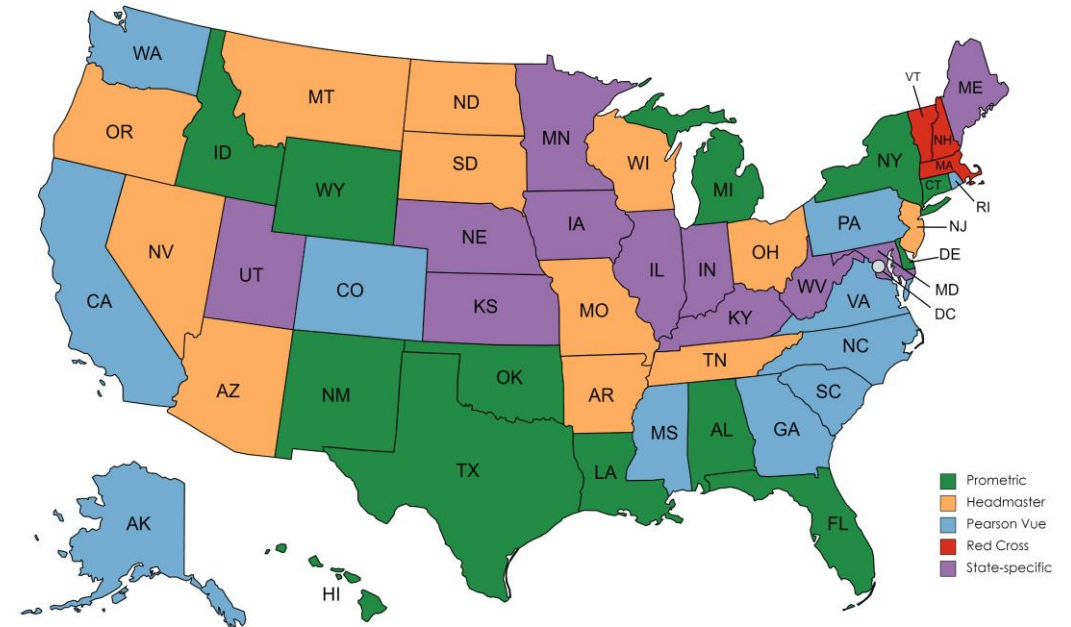 WA
VT
ME
MT
ND
MN
OR
ID
WI
NH
NY
MA
SD
WY
MI
CT
RI
PA
NJ
NE
IA
NV
OH
DE
UT
IL
IN
CA
CO
WV
MD
VA
DC
KS
MO
KY
NC
TN
OK
AZ
NM
AR
SC
MS
AL
GA
TX
LA
Prometric
Headmaster
AK
FL
Pearson Vue
Red Cross
State-specific
HI